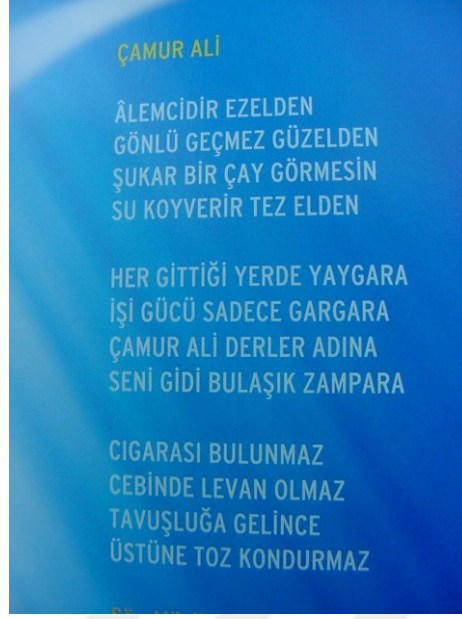 ÇAMUR ALİ
ÂLEMCİDİR EZELDEN
GÖNLÜ GEÇMEZ GÜZELDEN
ŞUKAR BİR ÇAY GÖRMESİN
SU KOYVERİR TEZ ELDEN
HER GİTTİĞİ YERDE YAYGARA
İŞİ GÜCÜ SADECE GARGARA
ÇAMUR ALİ DERLER ADINA
SENİ GİDİ BULAŞIK ZAMPARA
CIGARASI BULUNMAZ
CEBİNDE LEVAN OLMAZ
TAVUŞLUĞA GELİNCE
ÜSTÜNE TOZ KONDURMAZ